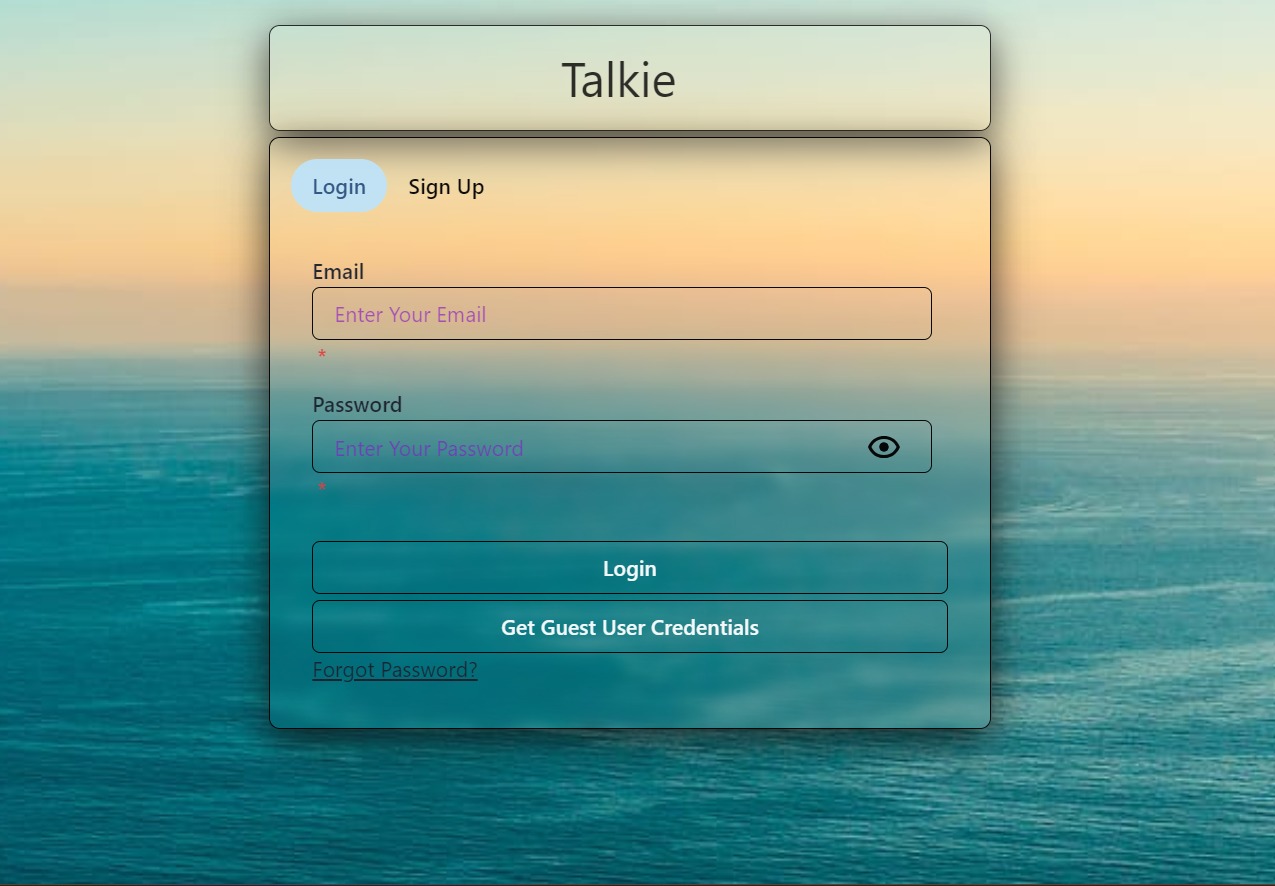 Talkie
Login Sign Up
Email
Enter Your Email
*
Password
Enter Your Password
*
Login
Get Guest User Credentials
Forgot Password?